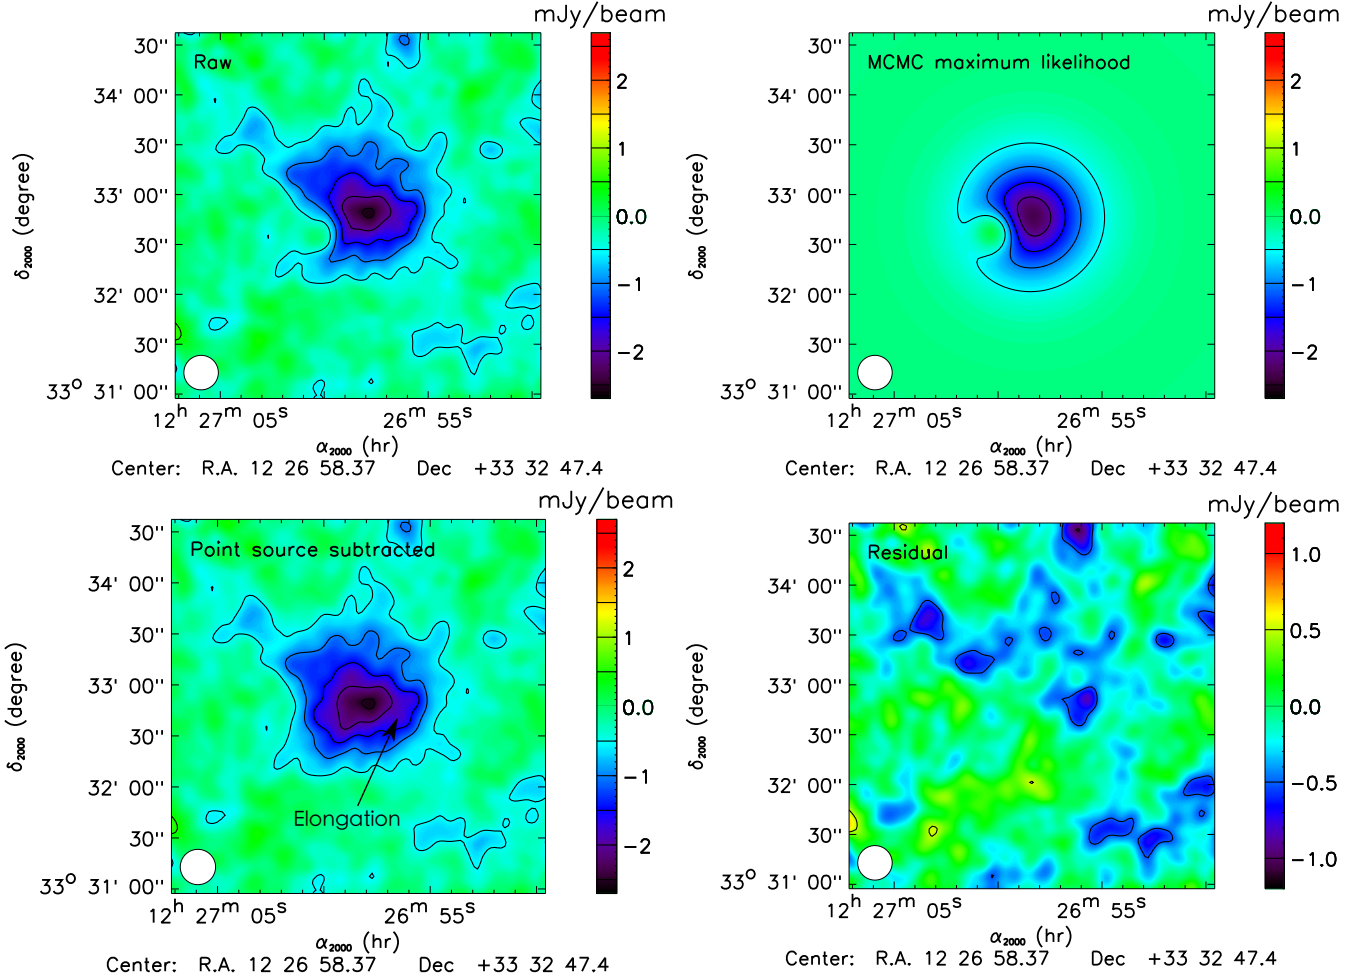 mJy/beam
Raw
30''
34' 00''
30''
33' 00''
30''
32' 00''
30''
33° 31' 00''
δ2000 (degree)
2
1
0.0
−1
−2
12h 27m 05s
26m 55s
α2000 (hr)
Center: R.A. 12 26 58.37 Dec +33 32 47.4
mJy/beam
MCMC maximum likelihood
30''
34' 00''
30''
33' 00''
30''
32' 00''
30''
33° 31' 00''
δ2000 (degree)
2
1
0.0
−1
−2
12h 27m 05s
26m 55s
α2000 (hr)
Center: R.A. 12 26 58.37 Dec +33 32 47.4
mJy/beam
Point source subtracted
30''
34' 00''
30''
33' 00''
30''
32' 00''
30''
33° 31' 00''
δ2000 (degree)
Elongation
2
1
0.0
−1
−2
12h 27m 05s
26m 55s
α2000 (hr)
Center: R.A. 12 26 58.37 Dec +33 32 47.4
mJy/beam
Residual
30''
34' 00''
30''
33' 00''
30''
32' 00''
30''
33° 31' 00''
δ2000 (degree)
1.0
0.5
0.0
−0.5
−1.0
12h 27m 05s
26m 55s
α2000 (hr)
Center: R.A. 12 26 58.37 Dec +33 32 47.4